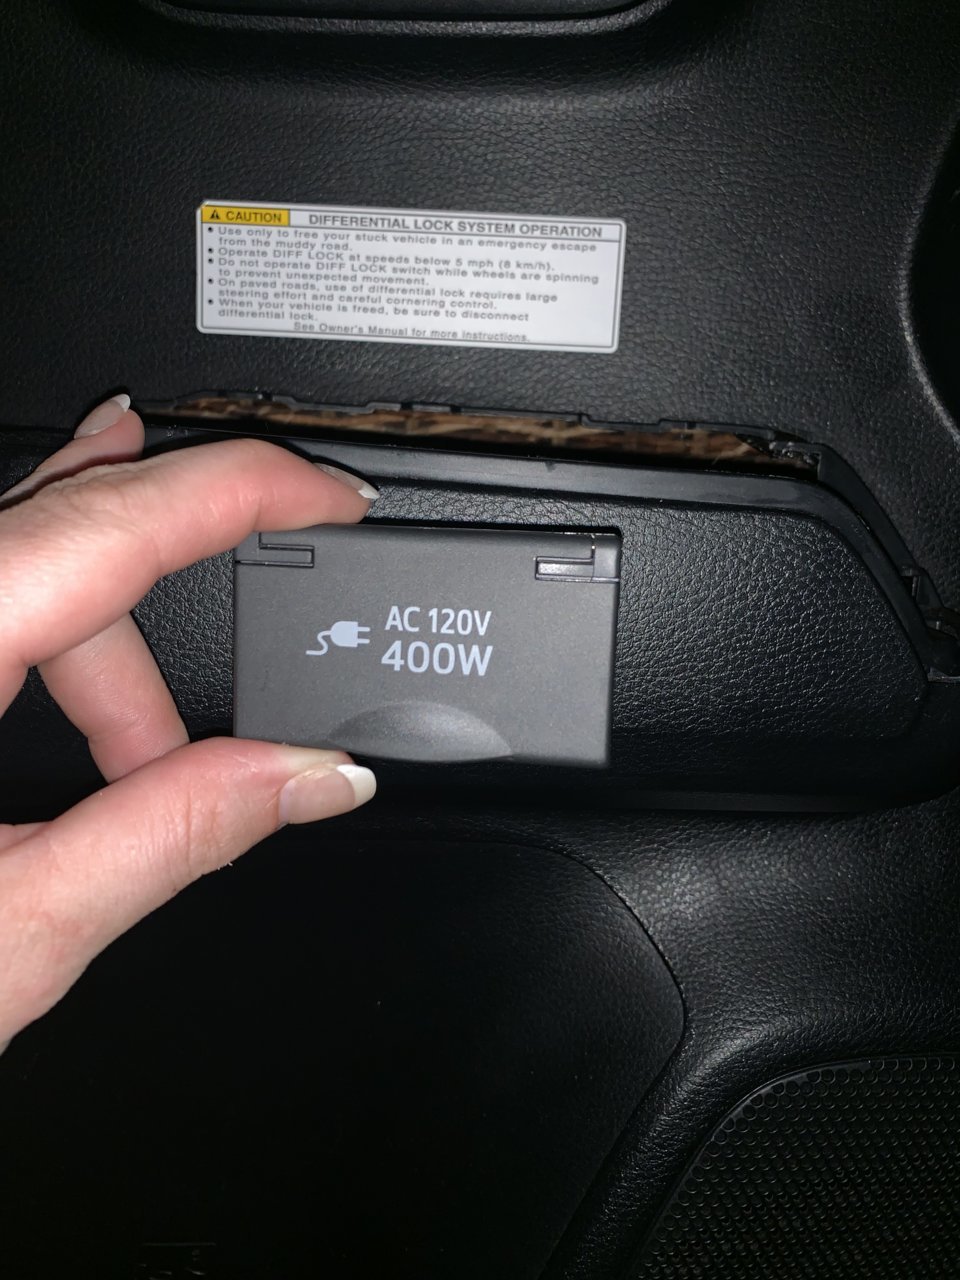 CAUTION DIFFERENTIAL LOCK SYSTEM OPERATION
• Use only to free your stuck vehicle in an emergency escape
from the muddy road.
• Operate DIFF LOCK at speeds below 5 mph (8 km/h).
• Do not operate DIFF LOCK switch while wheels are spinning
to prevent unexpected movement.
• On paved roads, use of differential lock requires large
steering effort and careful cornering control.
• When your vehicle is freed, be sure to disconnect
differential lock.
See Owner's Manual for more instructions.
AC 120V
400W